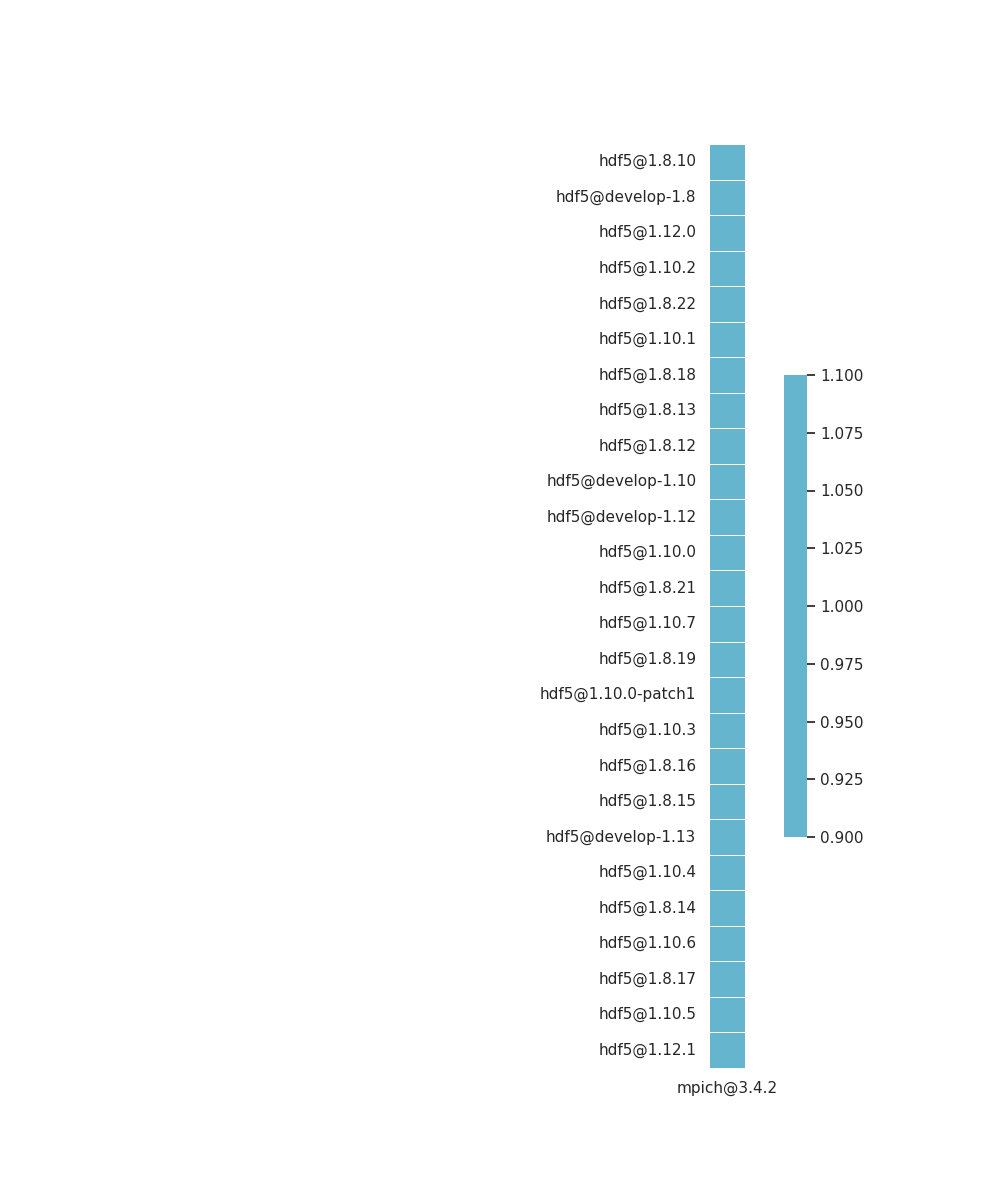 hdf5@1.8.10
hdf5@develop-1.8
hdf5@1.12.0
hdf5@1.10.2
hdf5@1.8.22
hdf5@1.10.1
hdf5@1.8.18
hdf5@1.8.13
hdf5@1.8.12
hdf5@develop-1.10
hdf5@develop-1.12
hdf5@1.10.0
hdf5@1.8.21
hdf5@1.10.7
hdf5@1.8.19
hdf5@1.10.0-patch1
hdf5@1.10.3
hdf5@1.8.16
hdf5@1.8.15
hdf5@develop-1.13
hdf5@1.10.4
hdf5@1.8.14
hdf5@1.10.6
hdf5@1.8.17
hdf5@1.10.5
hdf5@1.12.1
mpich@3.4.2
1.100
1.075
1.050
1.025
1.000
0.975
0.950
0.925
0.900